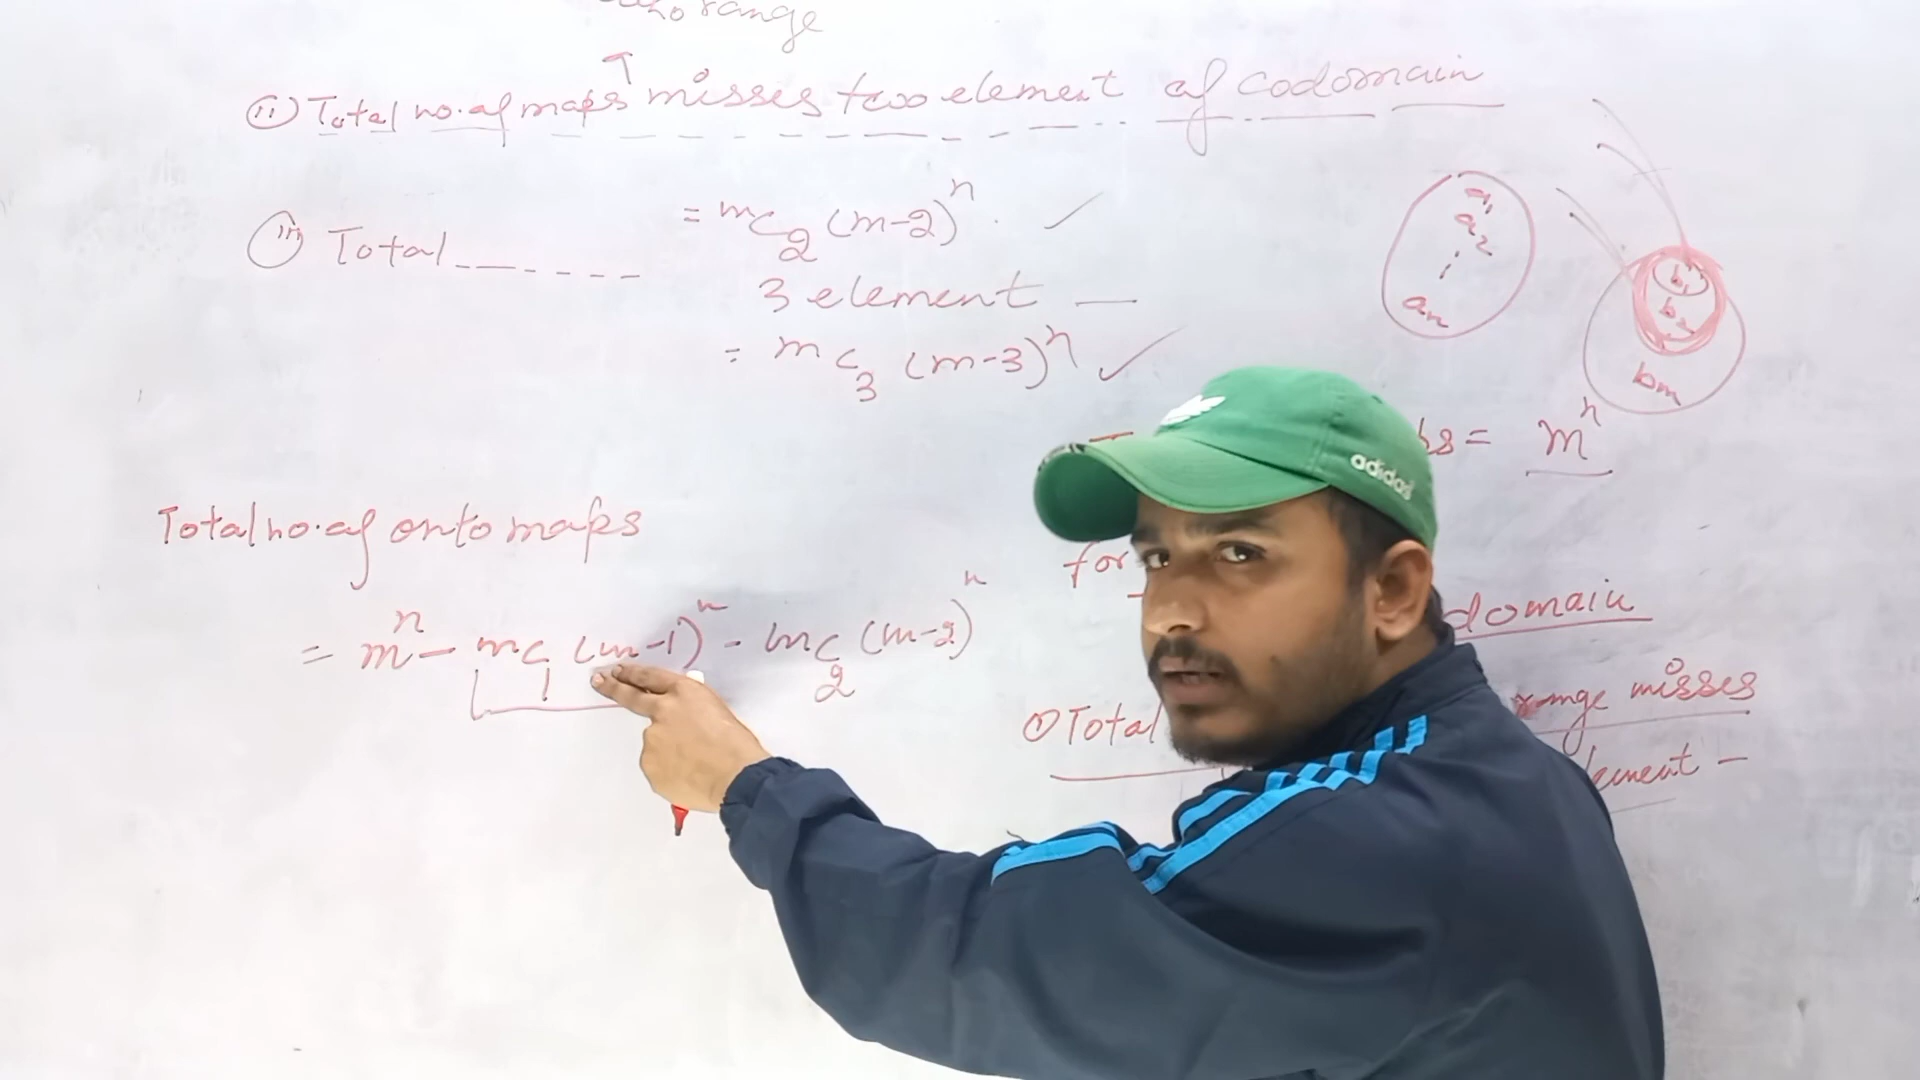 range
(ii) Total no. of maps misses two element of codomain
= mC2 (m-2)^n
(iii) Total
3 element
= mC3 (m-3)^n
a1
a2
an
b1
b2
bm
= m^n
adidas
Total no. of onto maps
= m^n - mC1 (m-1)^n - mC2 (m-2)^n
for
domain
(i) Total
range misses
element -